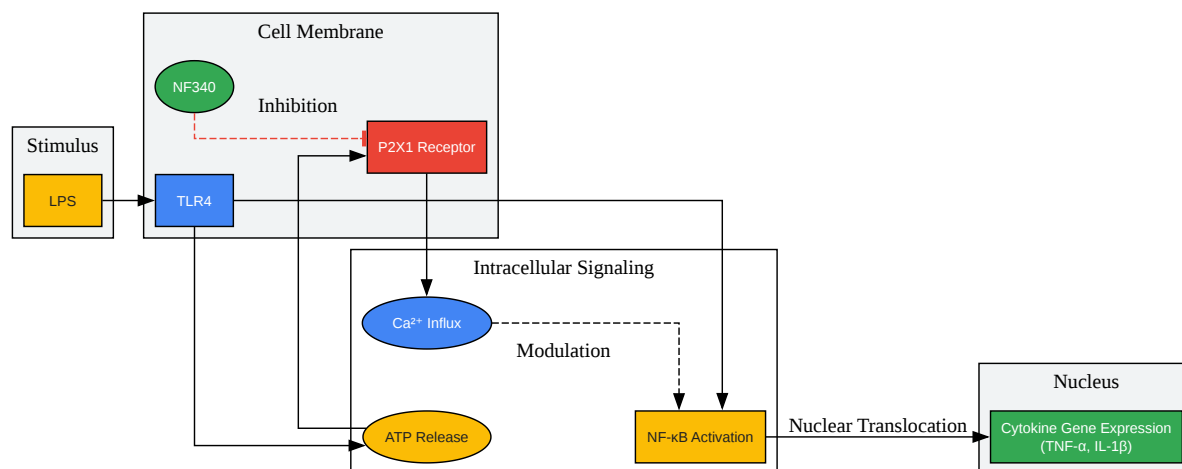 Cell Membrane
NF340
Inhibition
Stimulus
P2X1 Receptor
LPS
TLR4
Intracellular Signaling
Ca²⁺ Influx
Modulation
Nucleus
ATP Release
NF-κB Activation
Nuclear Translocation
Cytokine Gene Expression
(TNF-α, IL-1β)